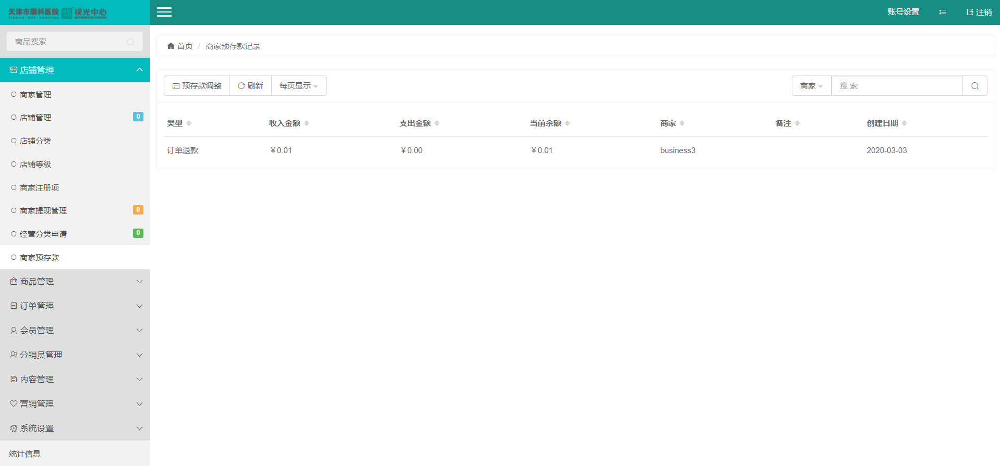 天津市眼科医院 视光中心
TIANJIN EYE HOSPITAL OPTOMETRY CENTER
账号设置
注销
商品搜索
首页 / 商家预存款记录
店铺管理
商家管理
店铺管理 0
店铺分类
店铺等级
商家注册项
商家提现管理 0
经营分类申请 0
商家预存款
商品管理
订单管理
会员管理
分销员管理
内容管理
营销管理
系统设置
统计信息
预存款调整 刷新 每页显示
商家 搜 索
类型 收入金额 支出金额 当前余额 商家 备注 创建日期
订单退款 ¥0.01 ¥0.00 ¥0.01 business3 2020-03-03